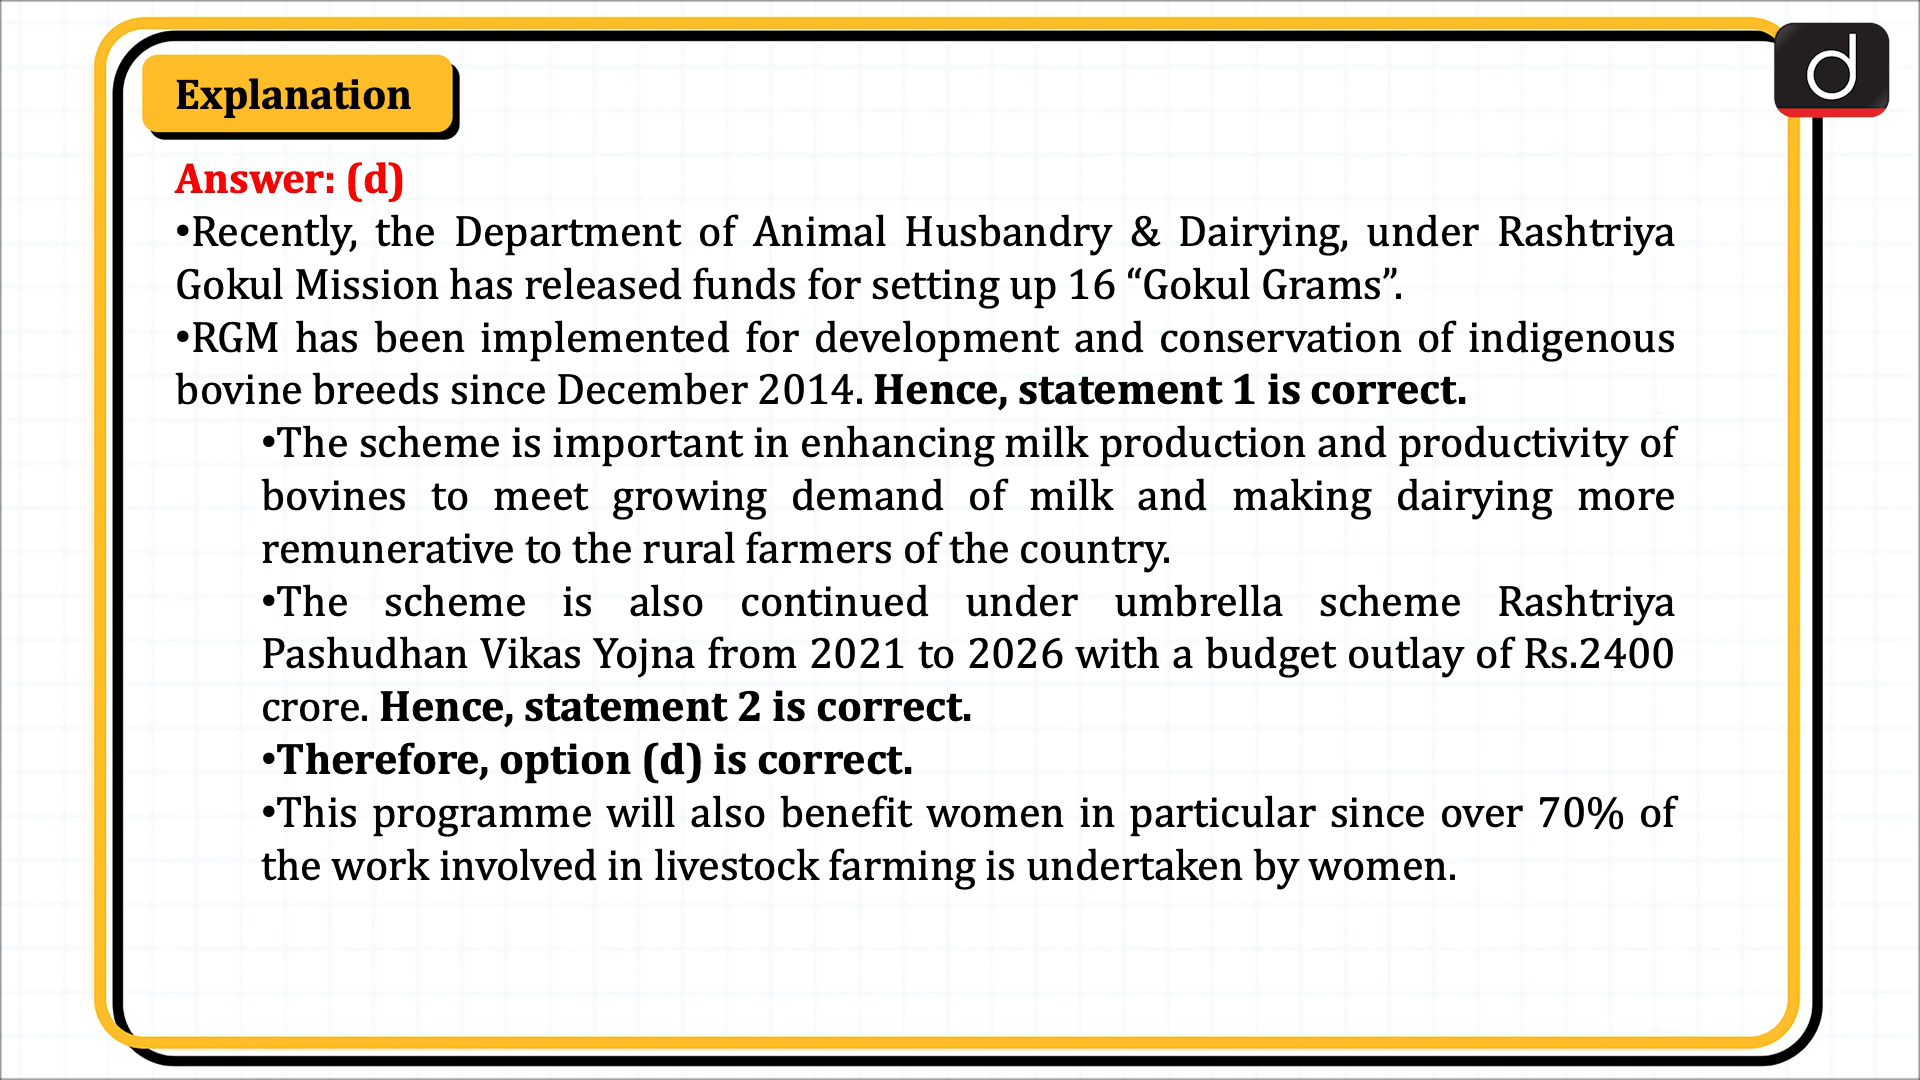 Explanation
d
Answer: (d)
•Recently, the Department of Animal Husbandry & Dairying, under Rashtriya
Gokul Mission has released funds for setting up 16 “Gokul Grams”.
•RGM has been implemented for development and conservation of indigenous
bovine breeds since December 2014. Hence, statement 1 is correct.
•The scheme is important in enhancing milk production and productivity of
bovines to meet growing demand of milk and making dairying more
remunerative to the rural farmers of the country.
•The scheme is also continued under umbrella scheme Rashtriya
Pashudhan Vikas Yojna from 2021 to 2026 with a budget outlay of Rs.2400
crore. Hence, statement 2 is correct.
•Therefore, option (d) is correct.
•This programme will also benefit women in particular since over 70% of
the work involved in livestock farming is undertaken by women.